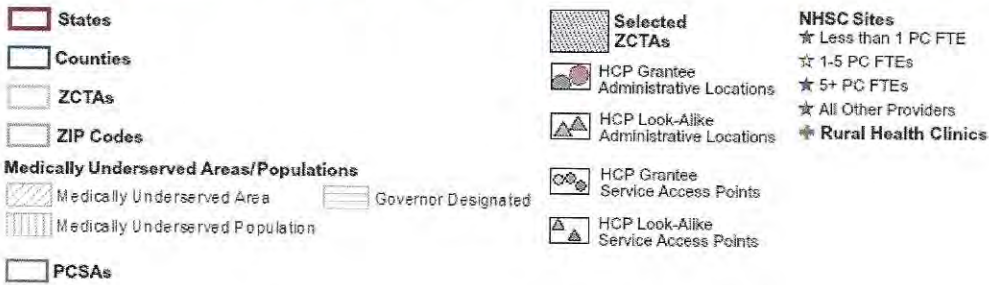 States
Counties
ZCTAs
ZIP Codes
Medically Underserved Areas/Populations
Medically Underserved Area
Governor Designated
Medically Underserved Population
PCSAs
Selected
ZCTAs
HCP Grantee
Administrative Locations
HCP Look-Alike
Administrative Locations
HCP Grantee
Service Access Points
HCP Look-Alike
Service Access Points
NHSC Sites
Less than 1 PC FTE
1-5 PC FTEs
5+ PC FTEs
All Other Providers
Rural Health Clinics